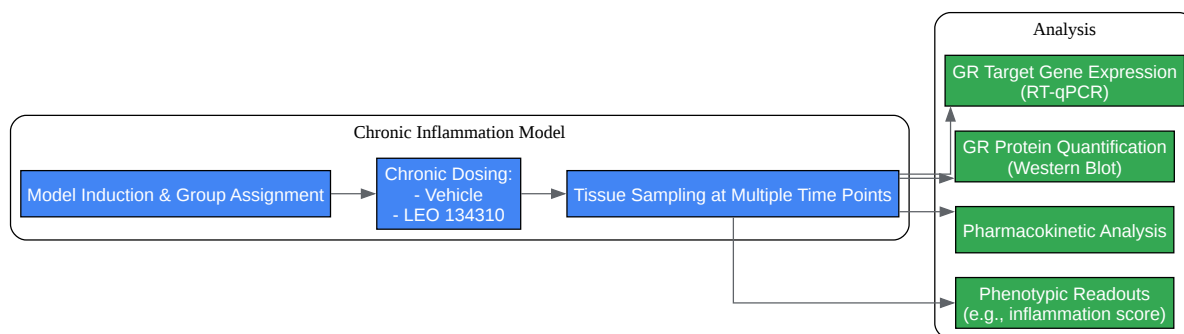 Analysis
GR Target Gene Expression
(RT-qPCR)
Chronic Inflammation Model
GR Protein Quantification
(Western Blot)
Model Induction & Group Assignment
Chronic Dosing:
- Vehicle
- LEO 134310
Tissue Sampling at Multiple Time Points
Pharmacokinetic Analysis
Phenotypic Readouts
(e.g., inflammation score)